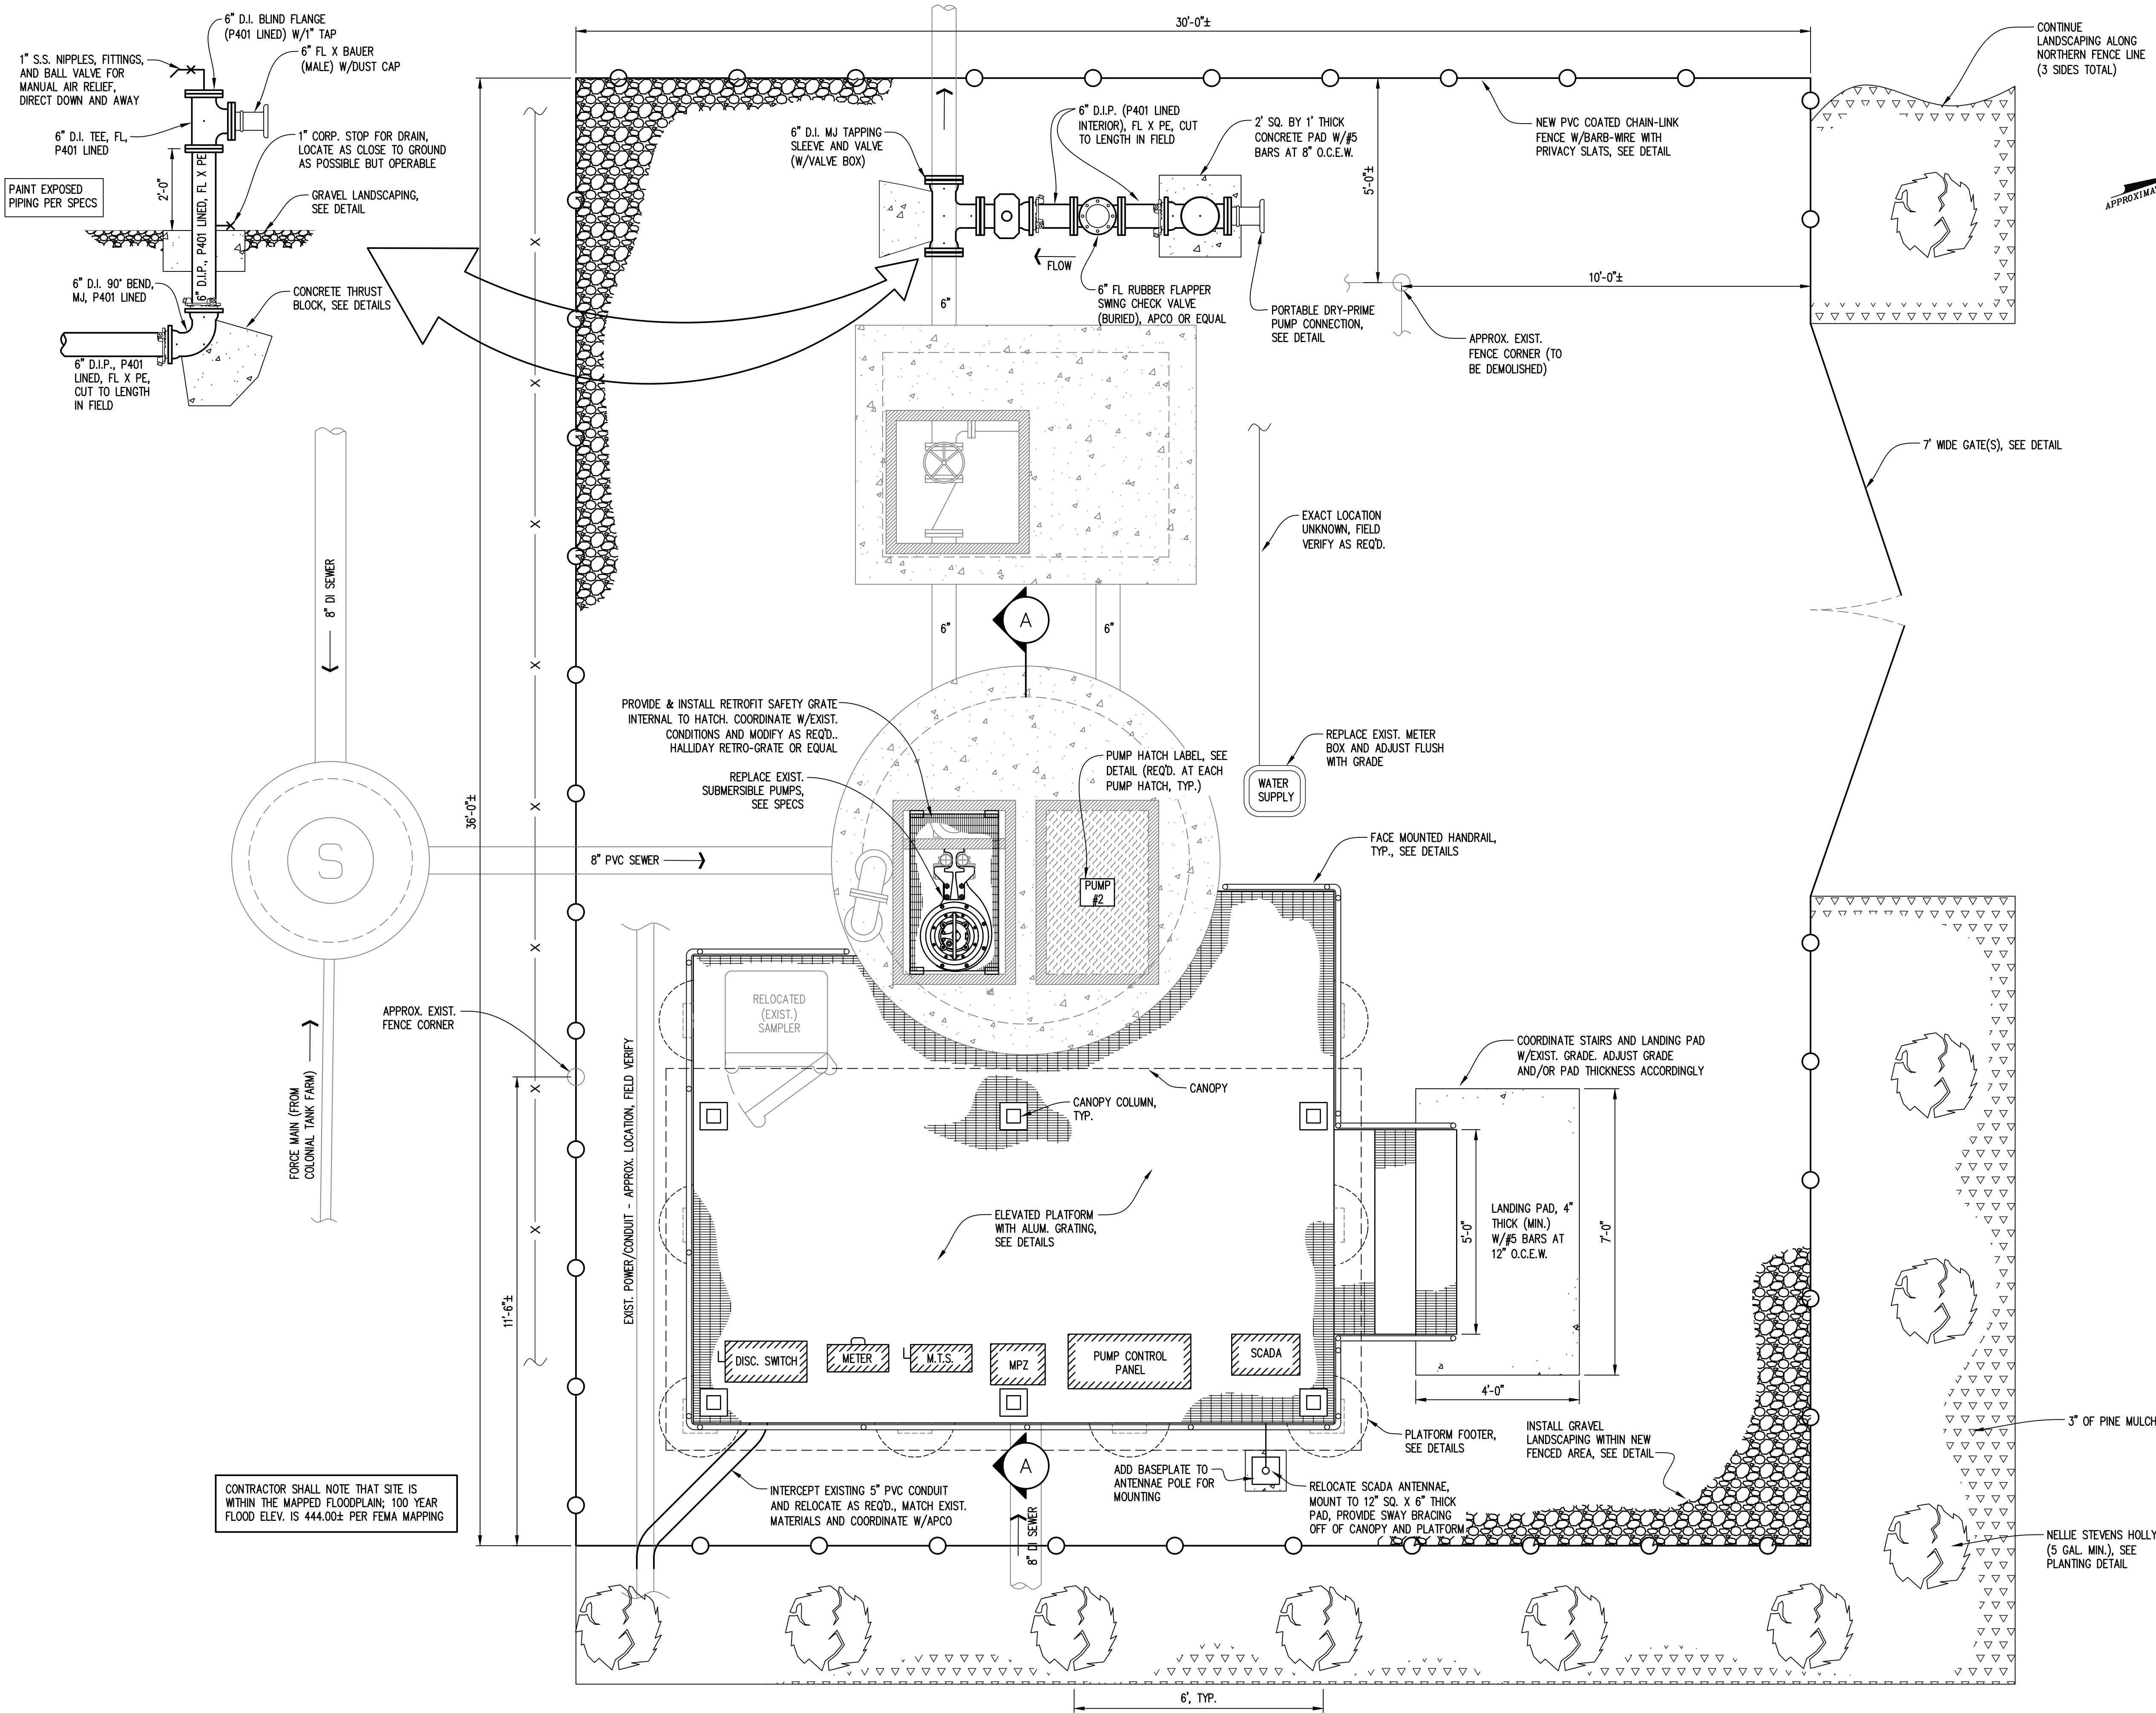 6" D.I. BLIND FLANGE
(P401 LINED) W/1" TAP
6" FL X BAUER
(MALE) W/DUST CAP
1" S.S. NIPPLES, FITTINGS,
AND BALL VALVE FOR
MANUAL AIR RELIEF,
DIRECT DOWN AND AWAY
6" D.I. TEE, FL,
P401 LINED
1" CORP. STOP FOR DRAIN,
LOCATE AS CLOSE TO GROUND
AS POSSIBLE BUT OPERABLE
PAINT EXPOSED
PIPING PER SPECS
2'-0"
6" D.I.P., P401 LINED, FL X PE
GRAVEL LANDSCAPING,
SEE DETAIL
6" D.I. 90° BEND,
MJ, P401 LINED
CONCRETE THRUST
BLOCK, SEE DETAILS
6" D.I.P., P401
LINED, FL X PE,
CUT TO LENGTH
IN FIELD
30'-0"±
CONTINUE
LANDSCAPING ALONG
NORTHERN FENCE LINE
(3 SIDES TOTAL)
6" D.I. MJ TAPPING
SLEEVE AND VALVE
(W/VALVE BOX)
6" D.I.P. (P401 LINED
INTERIOR), FL X PE, CUT
TO LENGTH IN FIELD
2' SQ. BY 1' THICK
CONCRETE PAD W/#5
BARS AT 8" O.C.E.W.
5'-0"±
NEW PVC COATED CHAIN-LINK
FENCE W/BARB-WIRE WITH
PRIVACY SLATS, SEE DETAIL
FLOW
6"
6" FL RUBBER FLAPPER
SWING CHECK VALVE
(BURIED), APCO OR EQUAL
PORTABLE DRY-PRIME
PUMP CONNECTION,
SEE DETAIL
10'-0"±
APPROX. EXIST.
FENCE CORNER (TO
BE DEMOLISHED)
7' WIDE GATE(S), SEE DETAIL
X
X
X
X
X
X
X
X
EXACT LOCATION
UNKNOWN, FIELD
VERIFY AS REQ'D.
8" DI SEWER
A
6"
6"
PROVIDE & INSTALL RETROFIT SAFETY GRATE
INTERNAL TO HATCH. COORDINATE W/EXIST.
CONDITIONS AND MODIFY AS REQ'D..
HALLIDAY RETRO-GRATE OR EQUAL
REPLACE EXIST.
SUBMERSIBLE PUMPS,
SEE SPECS
PUMP HATCH LABEL, SEE
DETAIL (REQ'D. AT EACH
PUMP HATCH, TYP.)
REPLACE EXIST. METER
BOX AND ADJUST FLUSH
WITH GRADE
WATER
SUPPLY
36'-0"±
S
8" PVC SEWER
PUMP
#2
FACE MOUNTED HANDRAIL,
TYP., SEE DETAILS
RELOCATED
(EXIST.)
SAMPLER
APPROX. EXIST.
FENCE CORNER
FORCE MAIN (FROM
COLONIAL TANK FARM)
EXIST. POWER/CONDUIT - APPROX. LOCATION, FIELD VERIFY
CANOPY
CANOPY COLUMN,
TYP.
COORDINATE STAIRS AND LANDING PAD
W/EXIST. GRADE. ADJUST GRADE
AND/OR PAD THICKNESS ACCORDINGLY
ELEVATED PLATFORM
WITH ALUM. GRATING,
SEE DETAILS
5'-0"
LANDING PAD, 4"
THICK (MIN.)
W/#5 BARS AT
12" O.C.E.W.
7'-0"
4'-0"
11'-6"±
DISC. SWITCH
METER
M.T.S.
MPZ
PUMP CONTROL
PANEL
SCADA
CONTRACTOR SHALL NOTE THAT SITE IS
WITHIN THE MAPPED FLOODPLAIN; 100 YEAR
FLOOD ELEV. IS 444.00± PER FEMA MAPPING
INTERCEPT EXISTING 5" PVC CONDUIT
AND RELOCATE AS REQ'D., MATCH EXIST.
MATERIALS AND COORDINATE W/APCO
A
8" DI SEWER
ADD BASEPLATE TO
ANTENNAE POLE FOR
MOUNTING
RELOCATE SCADA ANTENNAE,
MOUNT TO 12" SQ. X 6" THICK
PAD, PROVIDE SWAY BRACING
OFF OF CANOPY AND PLATFORM
PLATFORM FOOTER,
SEE DETAILS
INSTALL GRAVEL
LANDSCAPING WITHIN NEW
FENCED AREA, SEE DETAIL
3" OF PINE MULCH
NELLIE STEVENS HOLLY
(5 GAL. MIN.), SEE
PLANTING DETAIL
6', TYP.